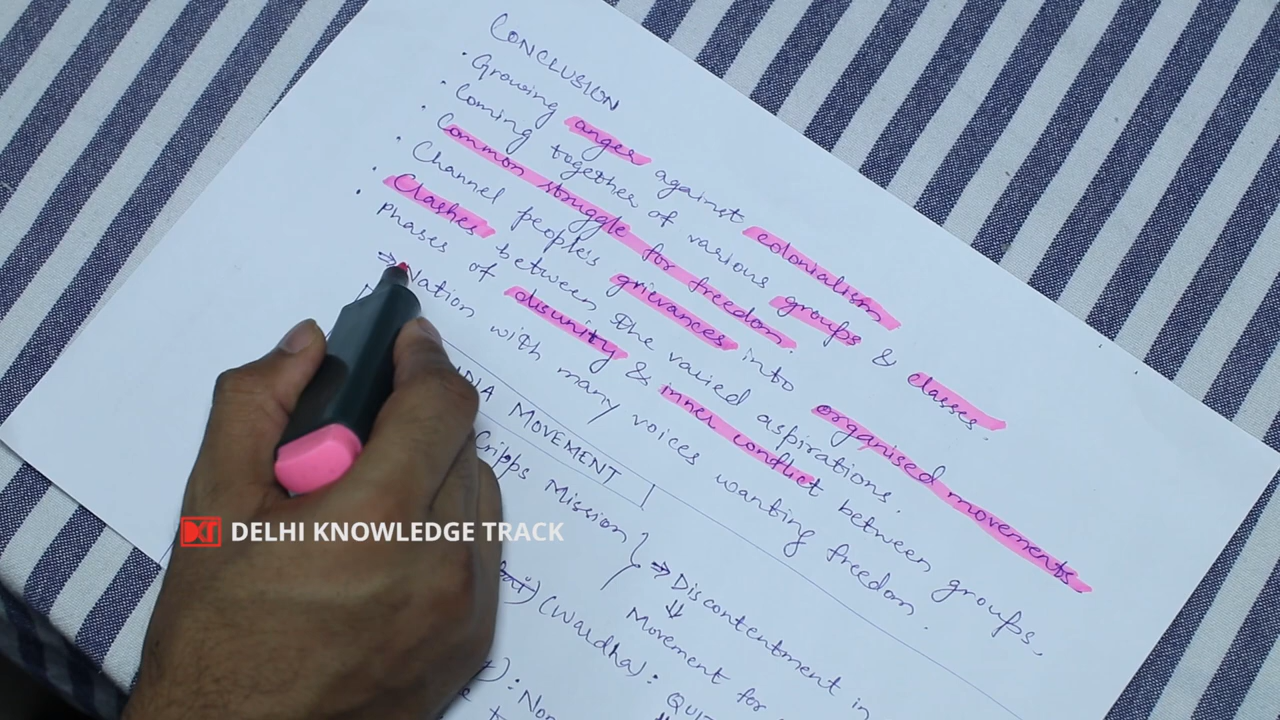 CONCLUSION
• Growing anger against colonialism
• Coming together of various groups & classes.
• Common struggle for freedom.
• Channel people's grievances into organised movements
• Clashes between the varied aspirations.
• Phases of disunity & inner conflict between groups.
⇒ Nation with many voices wanting freedom.
MOVEMENT
Cripps Mission } ⇒ Discontentment in
⇓
(Wardha): Movement for
DELHI KNOWLEDGE TRACK